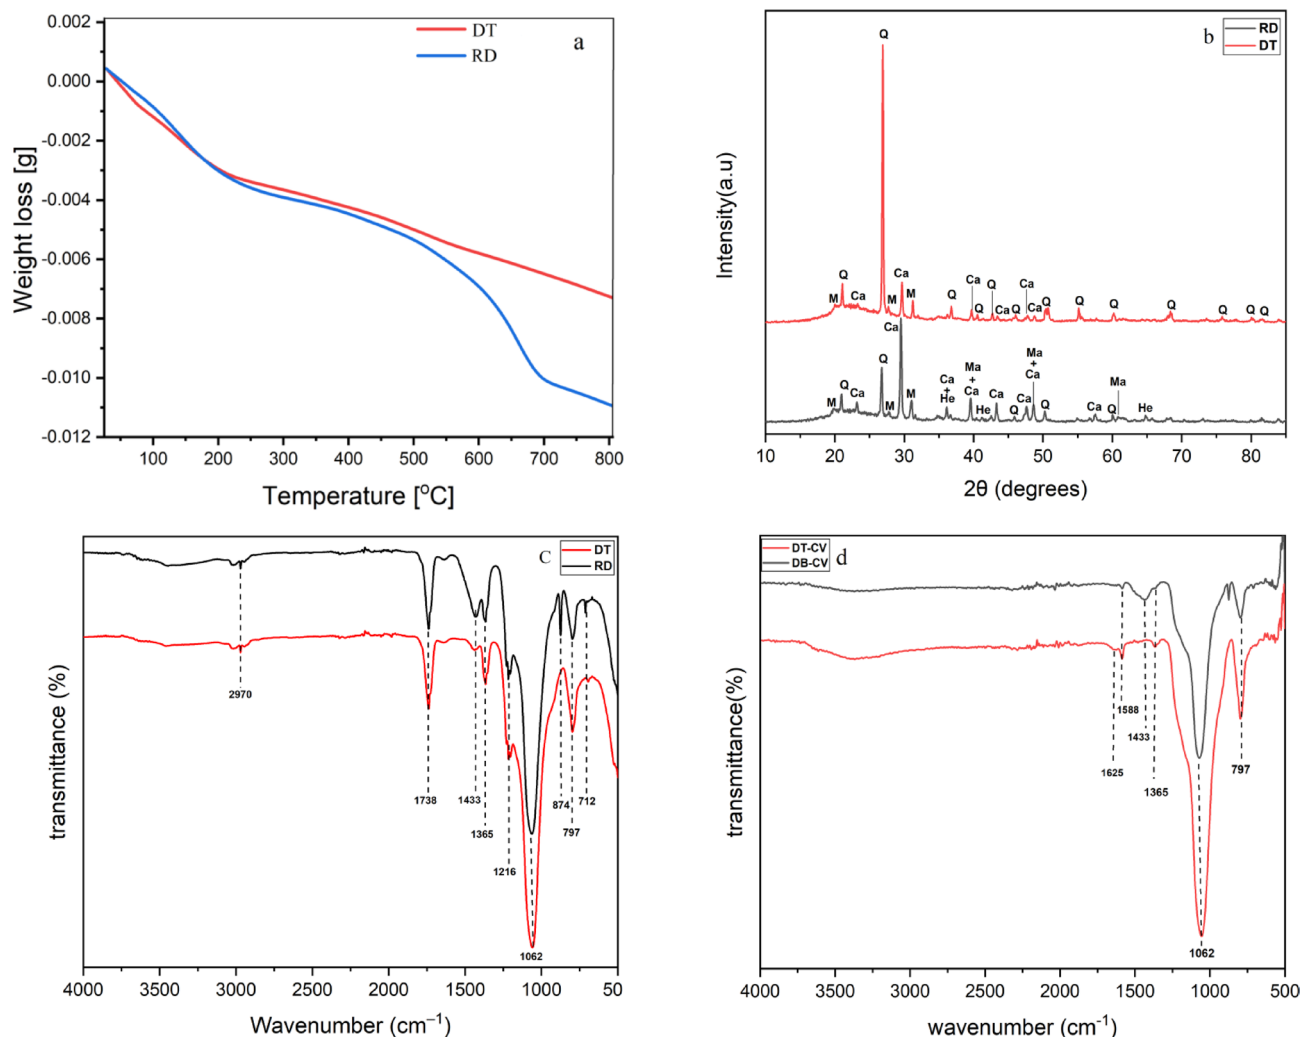 0.002
0.000
-0.002
-0.004
-0.006
-0.008
-0.010
-0.012
Weight loss [g]
DT
RD
a
100 200 300 400 500 600 700 800
Temperature [°C]
RD
DT
b
Intensity(a.u)
Q
Q
M
Ca
M
Ca
M
Q
Ca
Q
Q
Ca
Q
Ca
Ca
Q
Q
Q
Q
Q
Q
Q
M
Q
Ca
Q
M
Ca
M
Ca
+
He
Ma
+
Ca
He
Ca
Q
Ca
Ma
+
Ca
Q
Ca
Q
Ma
He
10 20 30 40 50 60 70 80
2θ (degrees)
C
DT
RD
transmittance (%)
2970
1738
1433
1365
1216
1062
874
797
712
4000 3500 3000 2500 2000 1500 1000 50
Wavenumber (cm⁻¹)
DT-CV
DB-CV
d
transmittance(%)
1625
1588
1433
1365
1062
797
4000 3500 3000 2500 2000 1500 1000 500
wavenumber (cm-1)